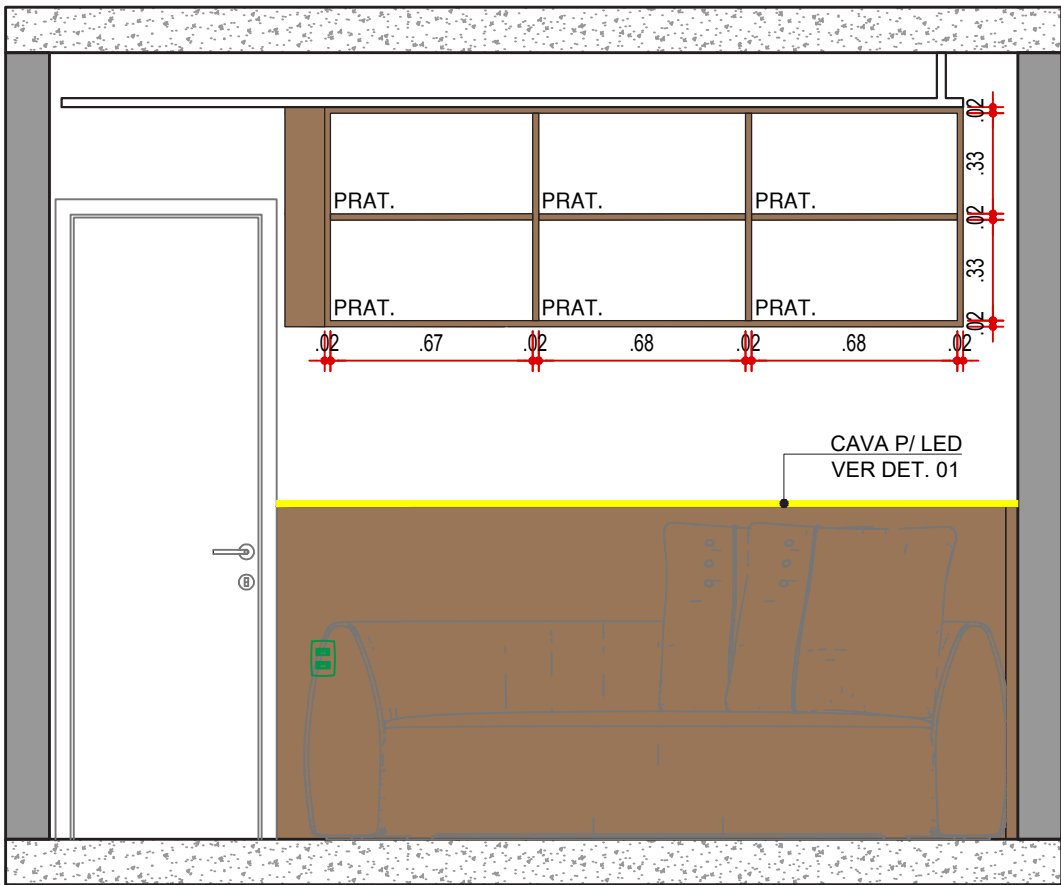 .02
.33
PRAT. PRAT. PRAT.
.02
.33
PRAT. PRAT. PRAT.
.02
.02 .67 .02 .68 .02 .68 .02
CAVA P/ LED
VER DET. 01